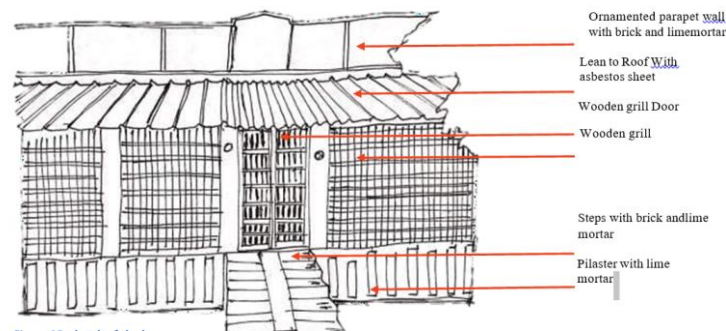 Ornamented parapet wall
with brick and limemortar
Lean to Roof With
asbestos sheet
Wooden grill Door
Wooden grill
Steps with brick andlime
mortar
Pilaster with lime
mortar